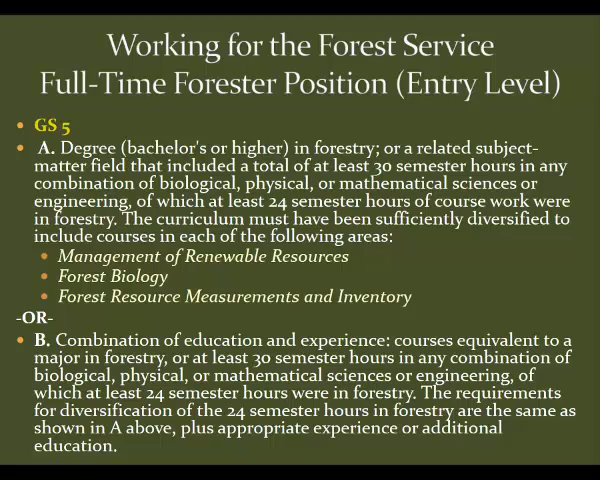 Working for the Forest Service
Full-Time Forester Position (Entry Level)
• GS 5
• A. Degree (bachelor's or higher) in forestry; or a related subject-
matter field that included a total of at least 30 semester hours in any
combination of biological, physical, or mathematical sciences or
engineering, of which at least 24 semester hours of course work were
in forestry. The curriculum must have been sufficiently diversified to
include courses in each of the following areas:
• Management of Renewable Resources
• Forest Biology
• Forest Resource Measurements and Inventory
-OR-
• B. Combination of education and experience: courses equivalent to a
major in forestry, or at least 30 semester hours in any combination of
biological, physical, or mathematical sciences or engineering, of
which at least 24 semester hours were in forestry. The requirements
for diversification of the 24 semester hours in forestry are the same as
shown in A above, plus appropriate experience or additional
education.